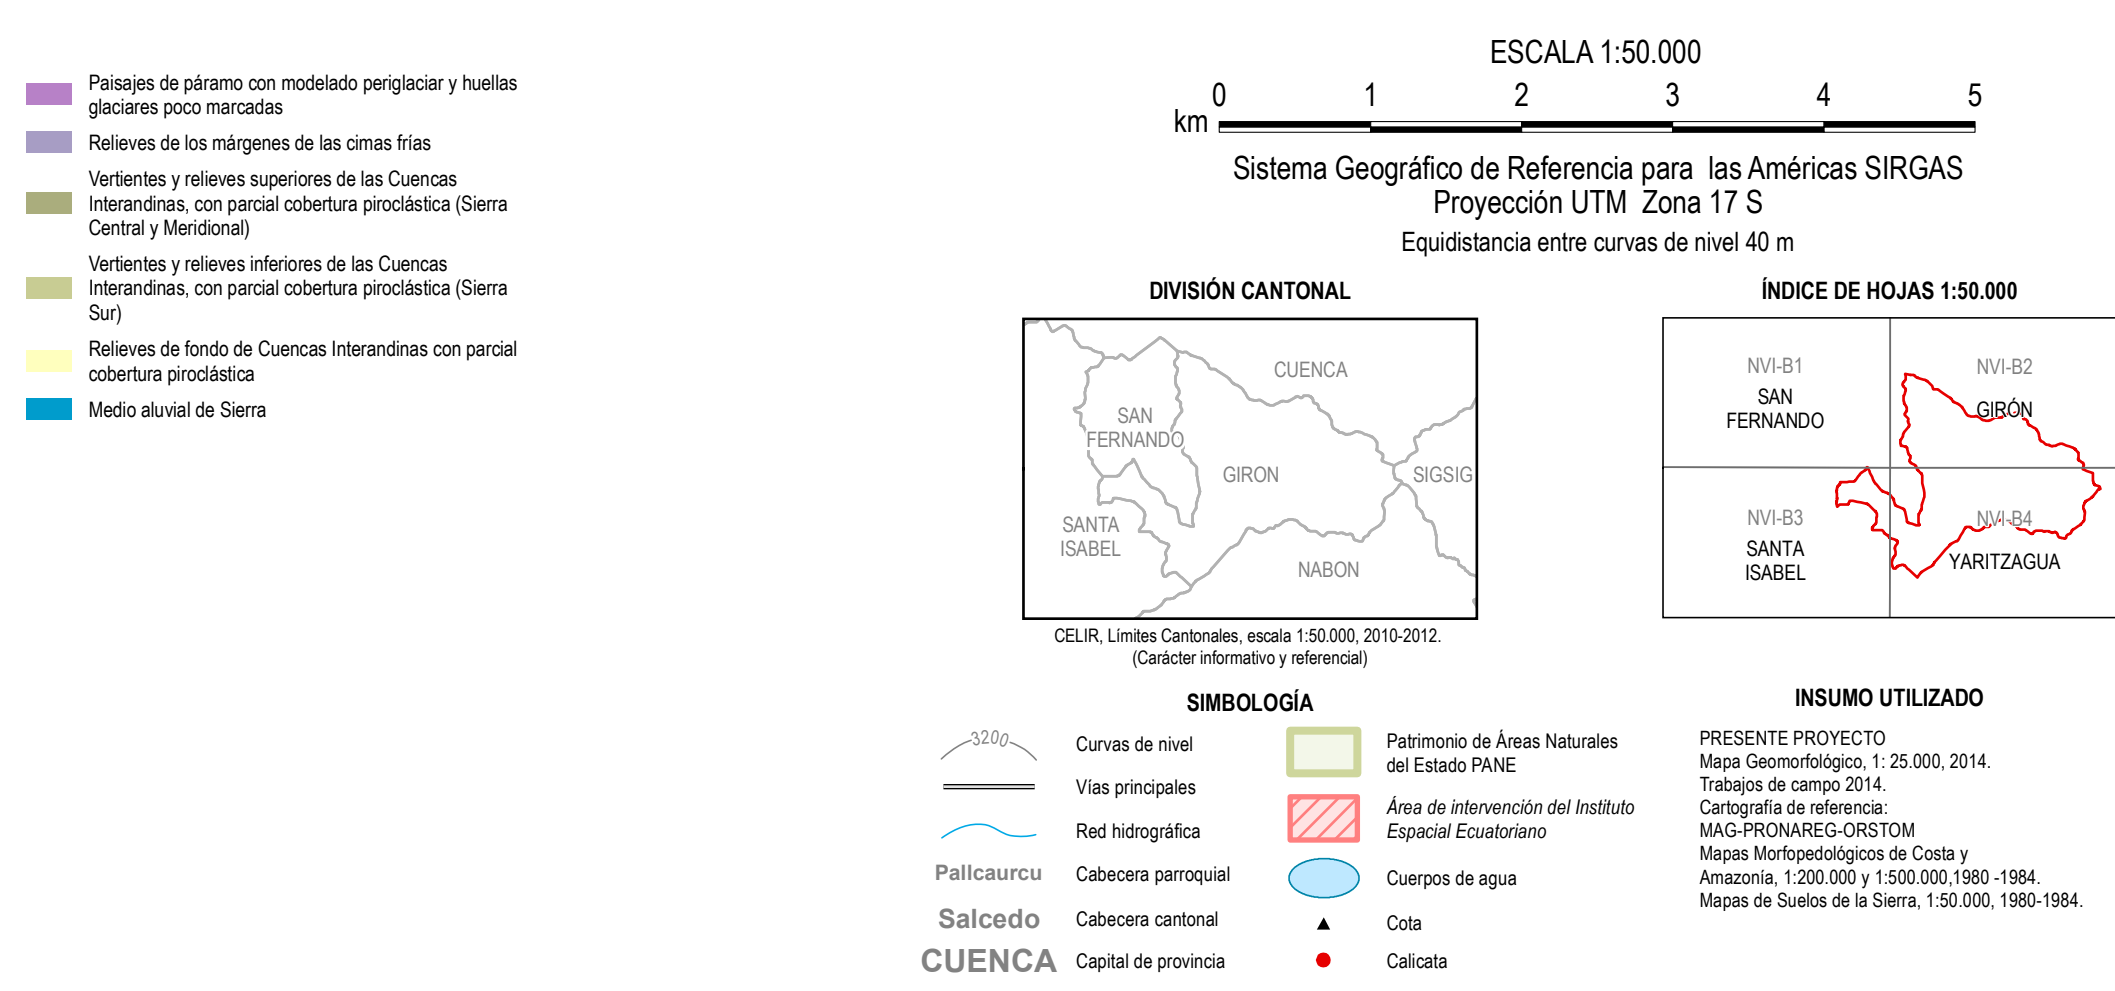 Paisajes de páramo con modelado periglaciar y huellas
glaciares poco marcadas
Relieves de los márgenes de las cimas frías
Vertientes y relieves superiores de las Cuencas
Interandinas, con parcial cobertura piroclástica (Sierra
Central y Meridional)
Vertientes y relieves inferiores de las Cuencas
Interandinas, con parcial cobertura piroclástica (Sierra
Sur)
Relieves de fondo de Cuencas Interandinas con parcial
cobertura piroclástica
Medio aluvial de Sierra
ESCALA 1:50.000
0 1 2 3 4 5
km
Sistema Geográfico de Referencia para las Américas SIRGAS
Proyección UTM Zona 17 S
Equidistancia entre curvas de nivel 40 m
DIVISIÓN CANTONAL
CUENCA
SAN
FERNANDO
GIRON
SIGSIG
SANTA
ISABEL
NABON
CELIR, Límites Cantonales, escala 1:50.000, 2010-2012.
(Carácter informativo y referencial)
ÍNDICE DE HOJAS 1:50.000
NVI-B1
SAN
FERNANDO
NVI-B2
GIRÓN
NVI-B3
SANTA
ISABEL
NVI-B4
YARITZAGUA
SIMBOLOGÍA
3200
Curvas de nivel
Vías principales
Red hidrográfica
Pallcaurcu
Cabecera parroquial
Salcedo
Cabecera cantonal
CUENCA
Capital de provincia
Patrimonio de Áreas Naturales
del Estado PANE
Área de intervención del Instituto
Espacial Ecuatoriano
Cuerpos de agua
Cota
Calicata
INSUMO UTILIZADO
PRESENTE PROYECTO
Mapa Geomorfológico, 1: 25.000, 2014.
Trabajos de campo 2014.
Cartografía de referencia:
MAG-PRONAREG-ORSTOM
Mapas Morfopedológicos de Costa y
Amazonía, 1:200.000 y 1:500.000,1980 -1984.
Mapas de Suelos de la Sierra, 1:50.000, 1980-1984.